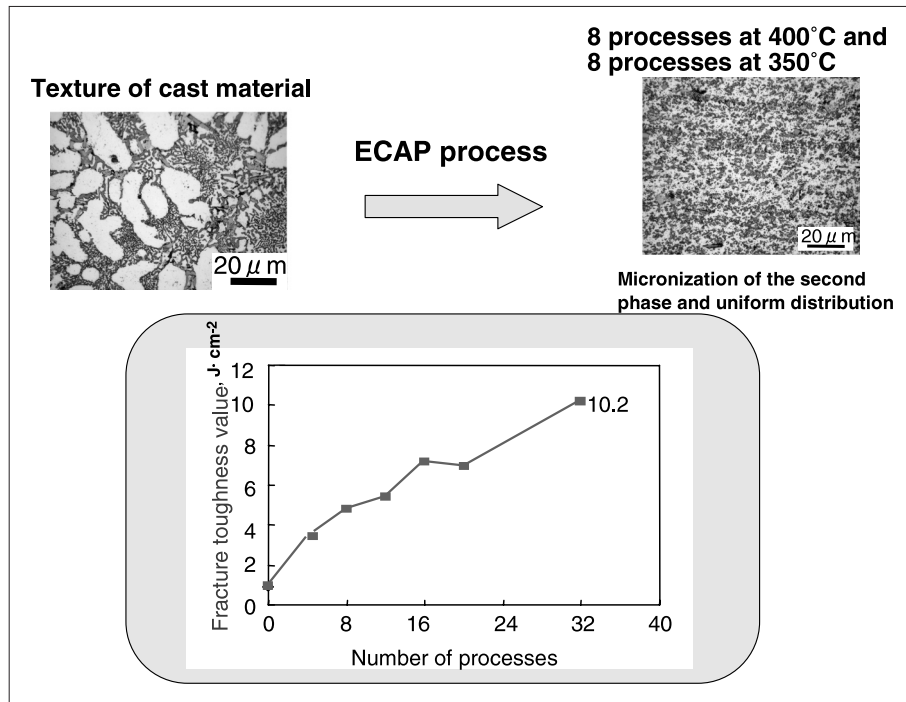 8 processes at 400°C and
8 processes at 350°C
Texture of cast material
ECAP process
20 μm
20 μm
Micronization of the second
phase and uniform distribution
Fracture toughness value, J·cm-2
12
10
8
6
4
2
0
10.2
0 8 16 24 32 40
Number of processes